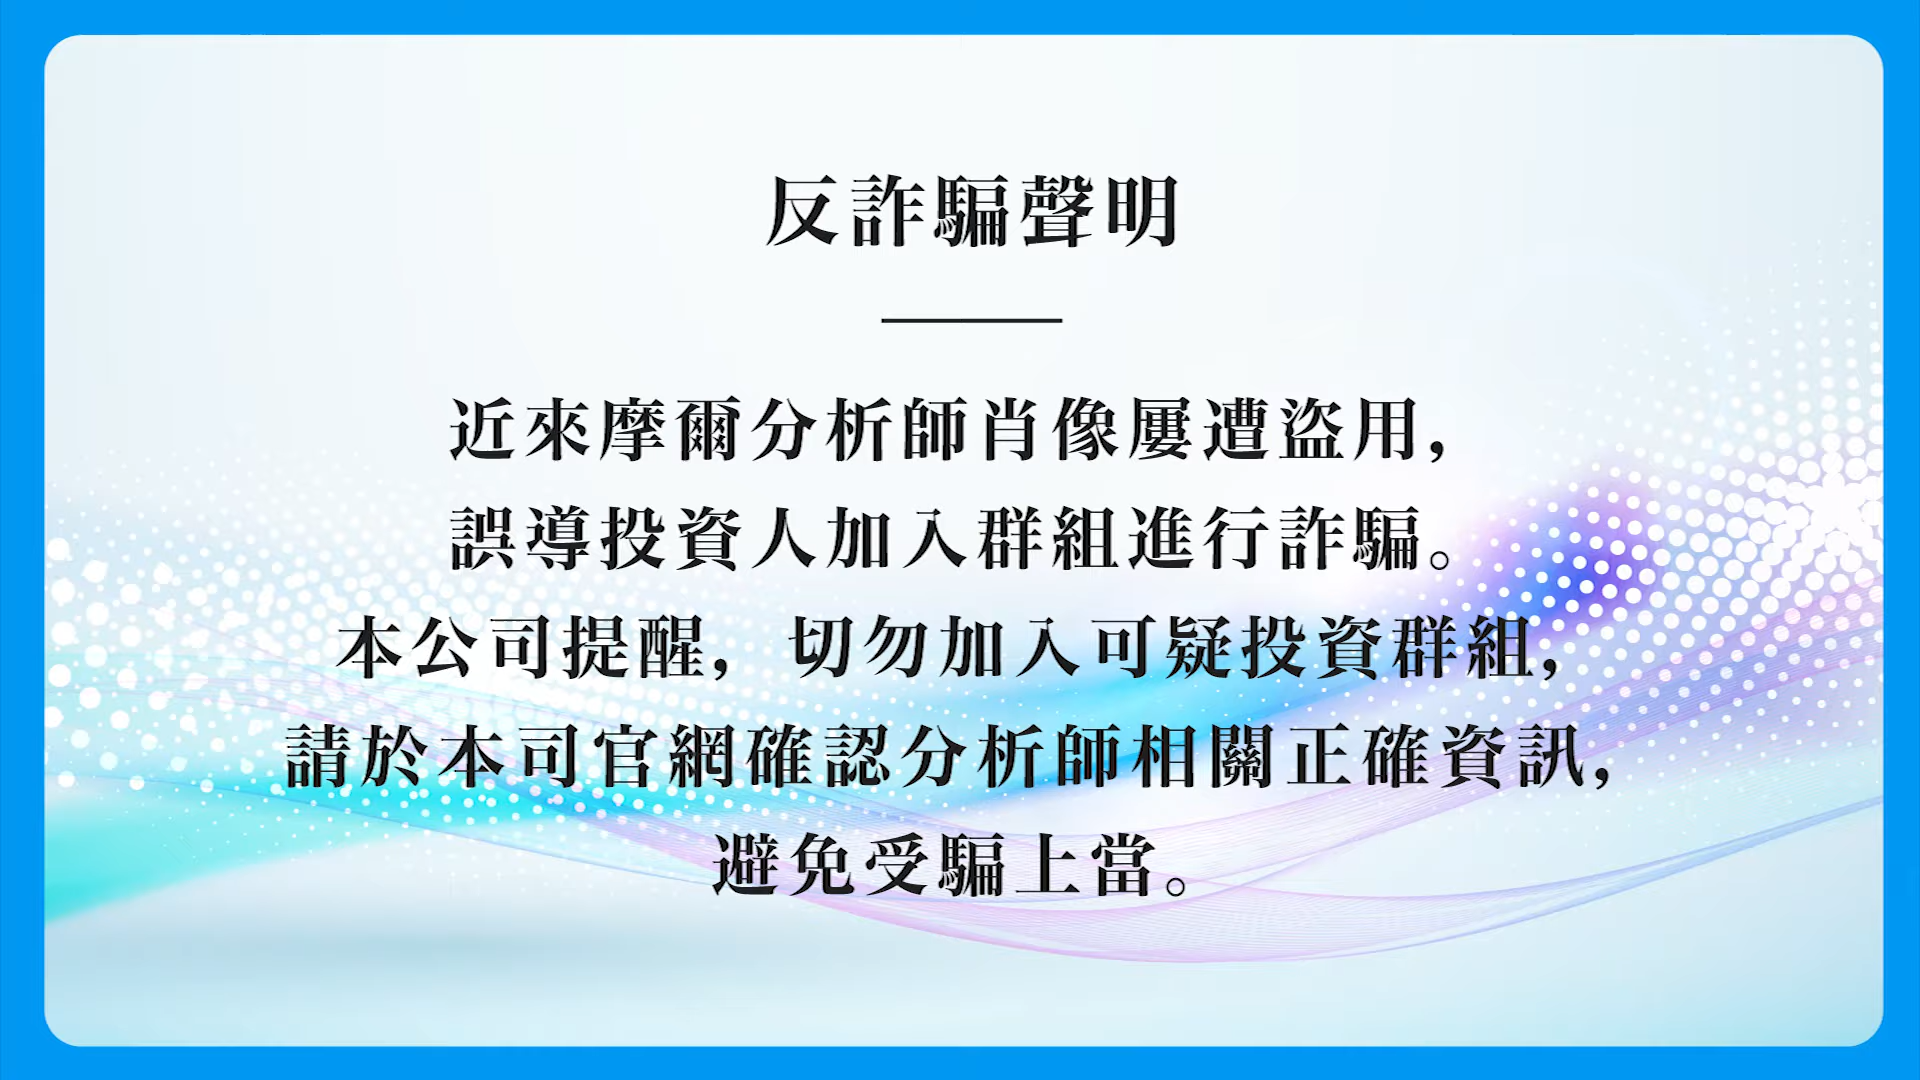 反詐騙聲明
近來摩爾分析師肖像屢遭盜用，
誤導投資人加入群組進行詐騙。
本公司提醒，切勿加入可疑投資群組，
請於本司官網確認分析師相關正確資訊，
避免受騙上當。